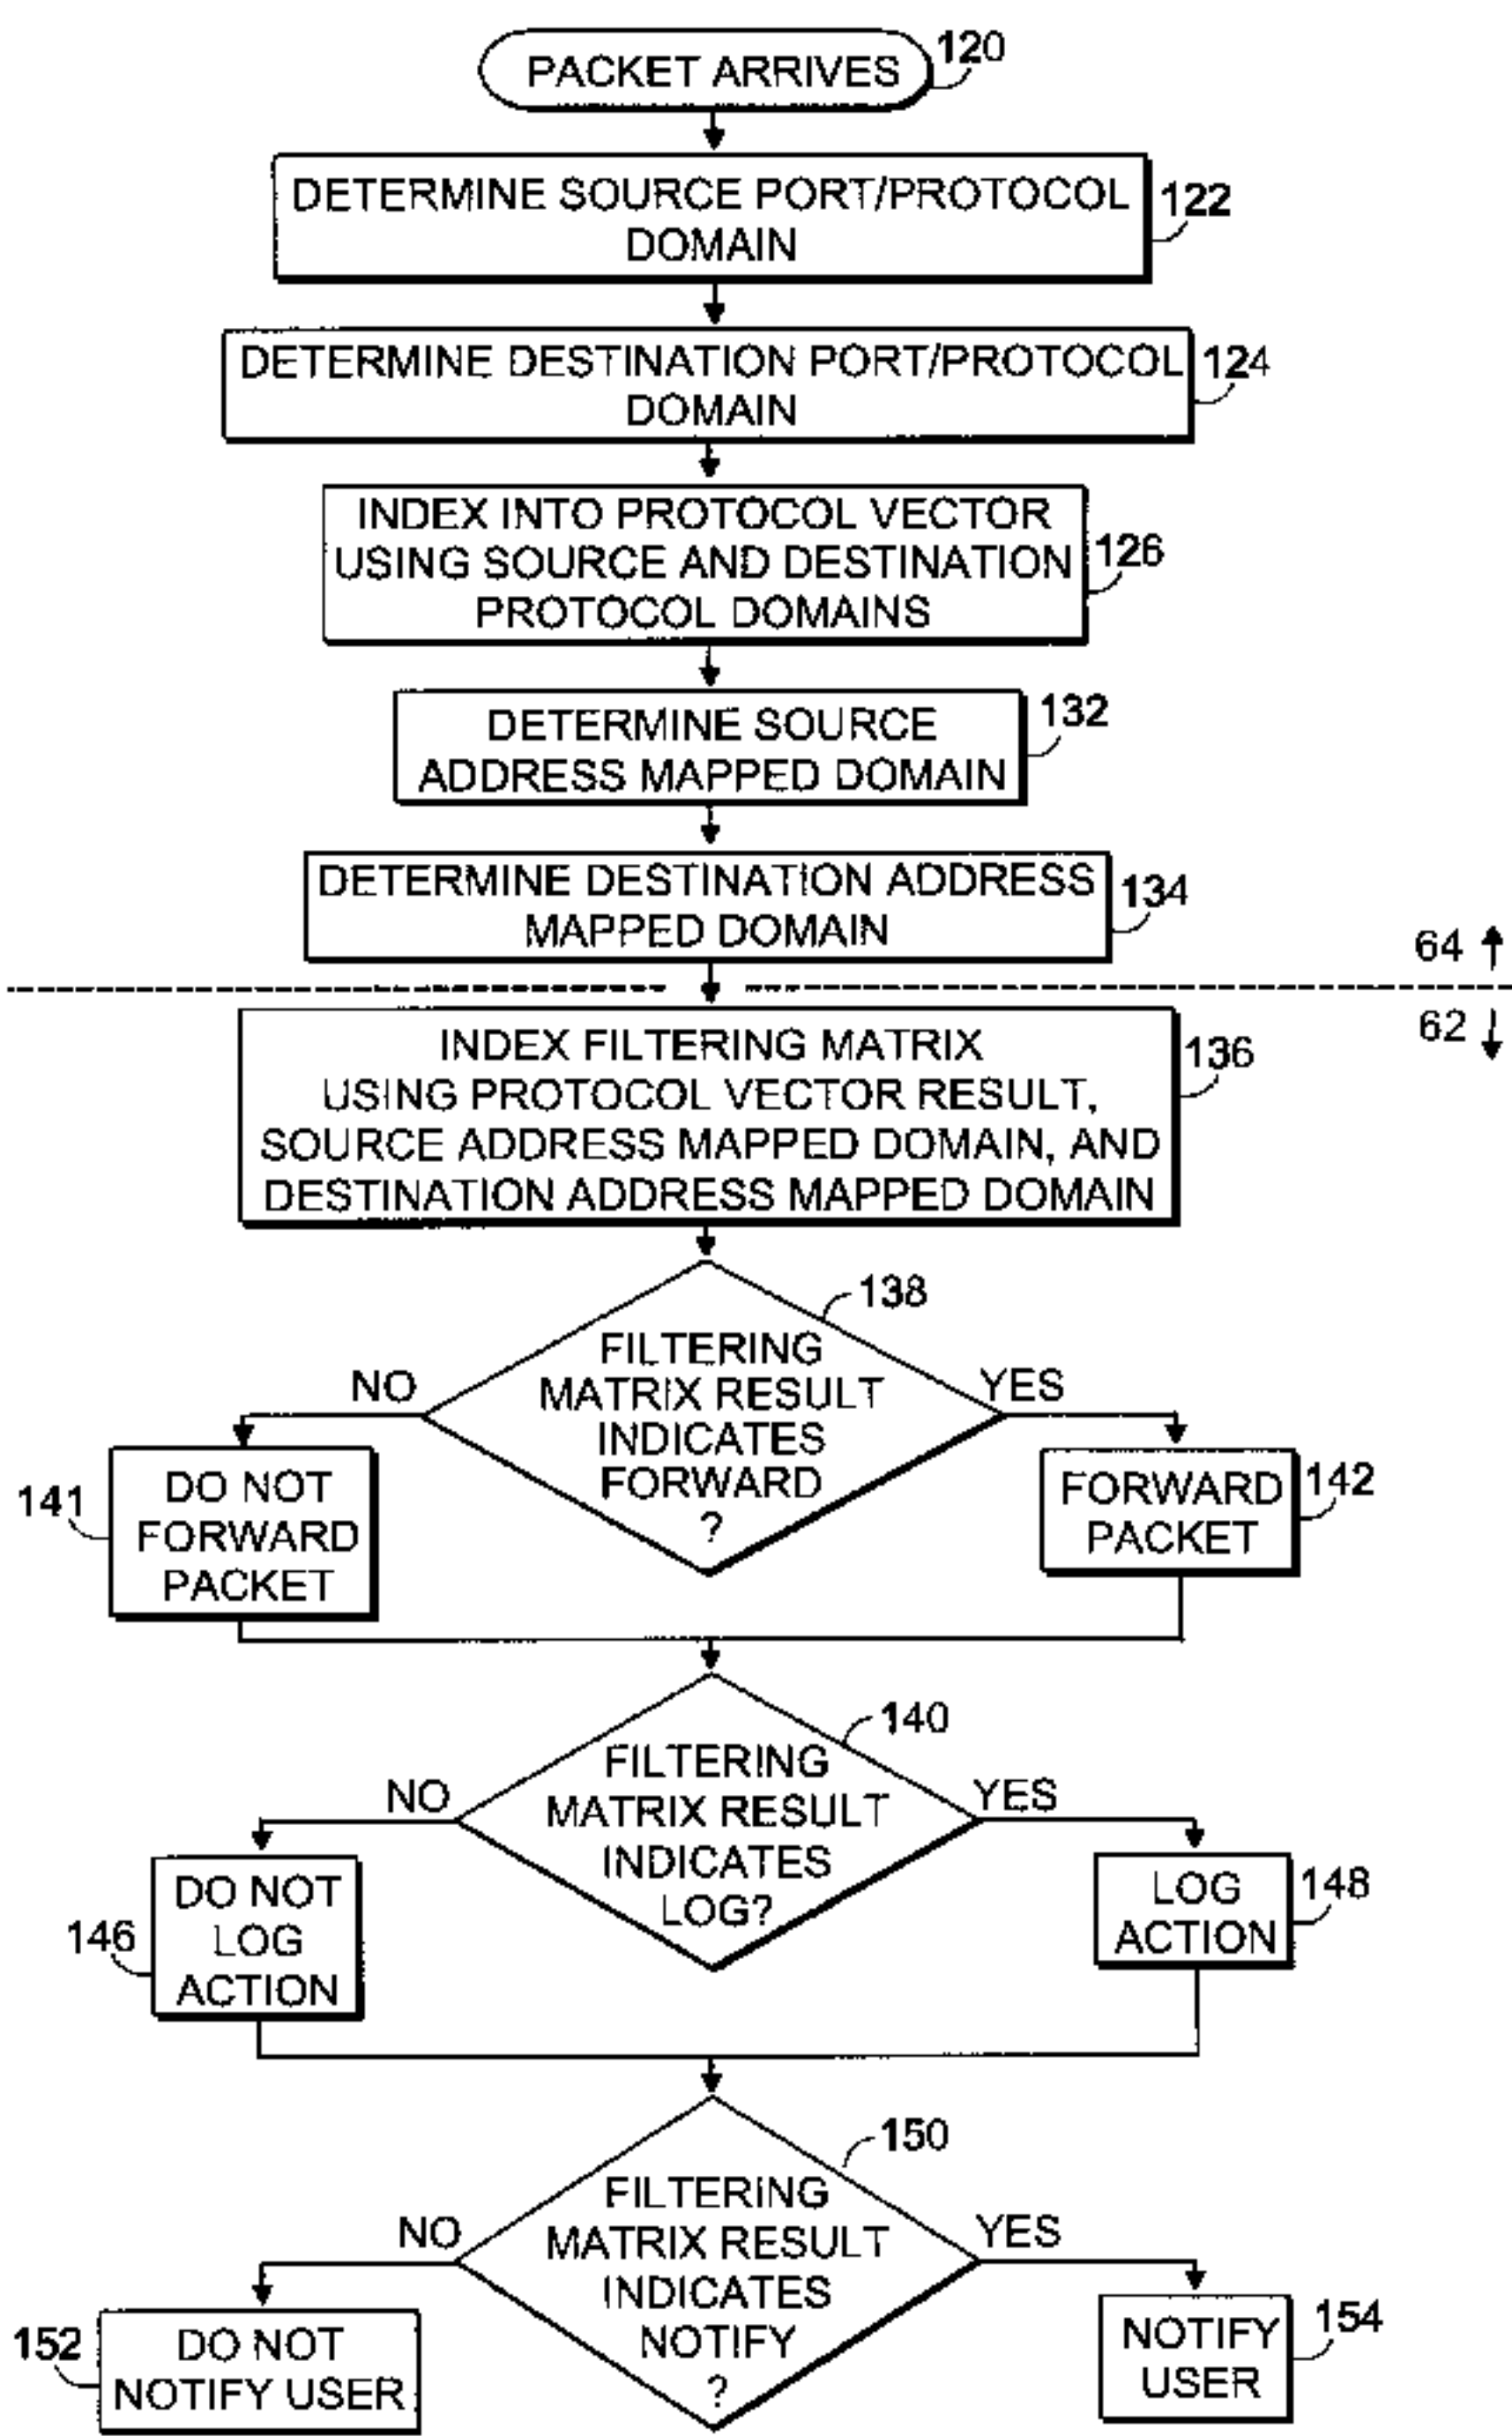 PACKET ARRIVES
120
DETERMINE SOURCE PORT/PROTOCOL
DOMAIN
122
DETERMINE DESTINATION PORT/PROTOCOL
DOMAIN
124
INDEX INTO PROTOCOL VECTOR
USING SOURCE AND DESTINATION
PROTOCOL DOMAINS
126
DETERMINE SOURCE
ADDRESS MAPPED DOMAIN
132
DETERMINE DESTINATION ADDRESS
MAPPED DOMAIN
134
64
62
INDEX FILTERING MATRIX
USING PROTOCOL VECTOR RESULT,
SOURCE ADDRESS MAPPED DOMAIN, AND
DESTINATION ADDRESS MAPPED DOMAIN
136
138
FILTERING
MATRIX RESULT
INDICATES
FORWARD
?
NO
YES
141
DO NOT
FORWARD
PACKET
FORWARD
PACKET
142
140
FILTERING
MATRIX RESULT
INDICATES
LOG?
NO
YES
146
DO NOT
LOG
ACTION
LOG
ACTION
148
150
FILTERING
MATRIX RESULT
INDICATES
NOTIFY
?
NO
YES
152
DO NOT
NOTIFY USER
NOTIFY
USER
154